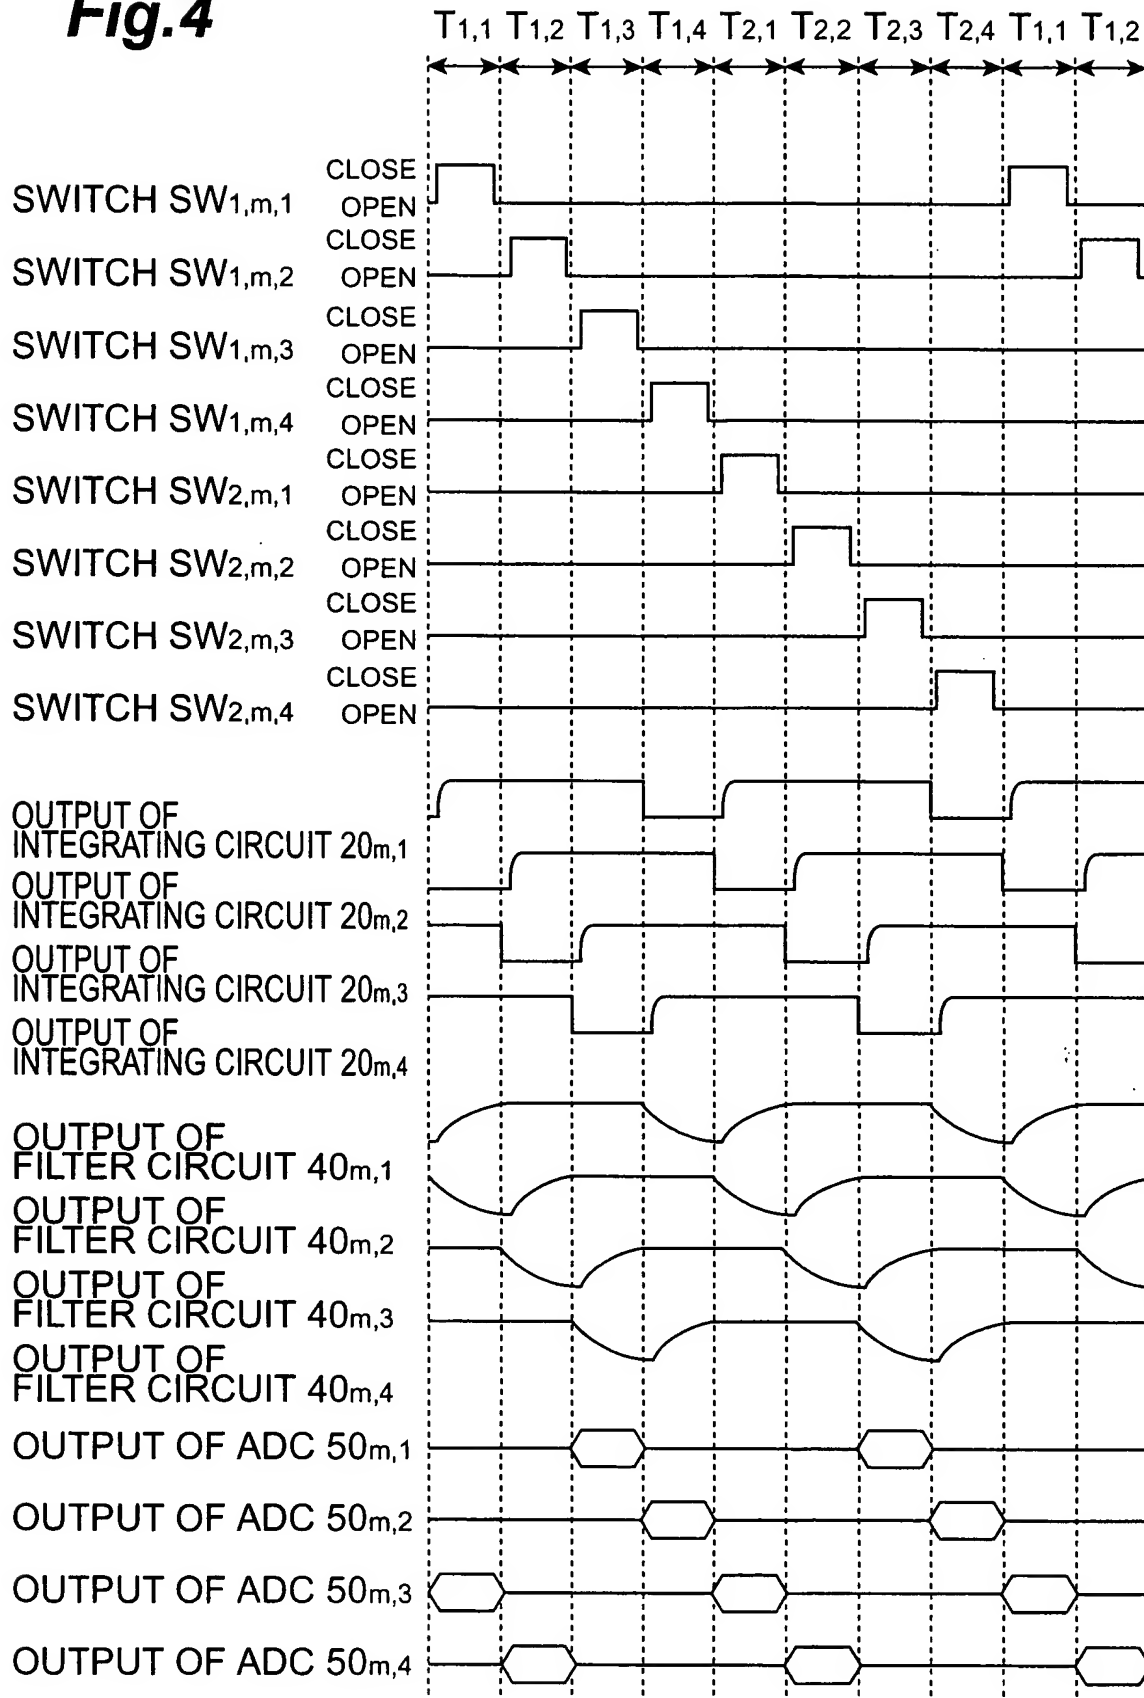 Fig.4
T1,1 T1,2 T1,3 T1,4 T2,1 T2,2 T2,3 T2,4 T1,1 T1,2
CLOSE
SWITCH SW1,m,1 OPEN
CLOSE
SWITCH SW1,m,2 OPEN
CLOSE
SWITCH SW1,m,3 OPEN
CLOSE
SWITCH SW1,m,4 OPEN
CLOSE
SWITCH SW2,m,1 OPEN
CLOSE
SWITCH SW2,m,2 OPEN
CLOSE
SWITCH SW2,m,3 OPEN
CLOSE
SWITCH SW2,m,4 OPEN
OUTPUT OF
INTEGRATING CIRCUIT 20m,1
OUTPUT OF
INTEGRATING CIRCUIT 20m,2
OUTPUT OF
INTEGRATING CIRCUIT 20m,3
OUTPUT OF
INTEGRATING CIRCUIT 20m,4
OUTPUT OF
FILTER CIRCUIT 40m,1
OUTPUT OF
FILTER CIRCUIT 40m,2
OUTPUT OF
FILTER CIRCUIT 40m,3
OUTPUT OF
FILTER CIRCUIT 40m,4
OUTPUT OF ADC 50m,1
OUTPUT OF ADC 50m,2
OUTPUT OF ADC 50m,3
OUTPUT OF ADC 50m,4